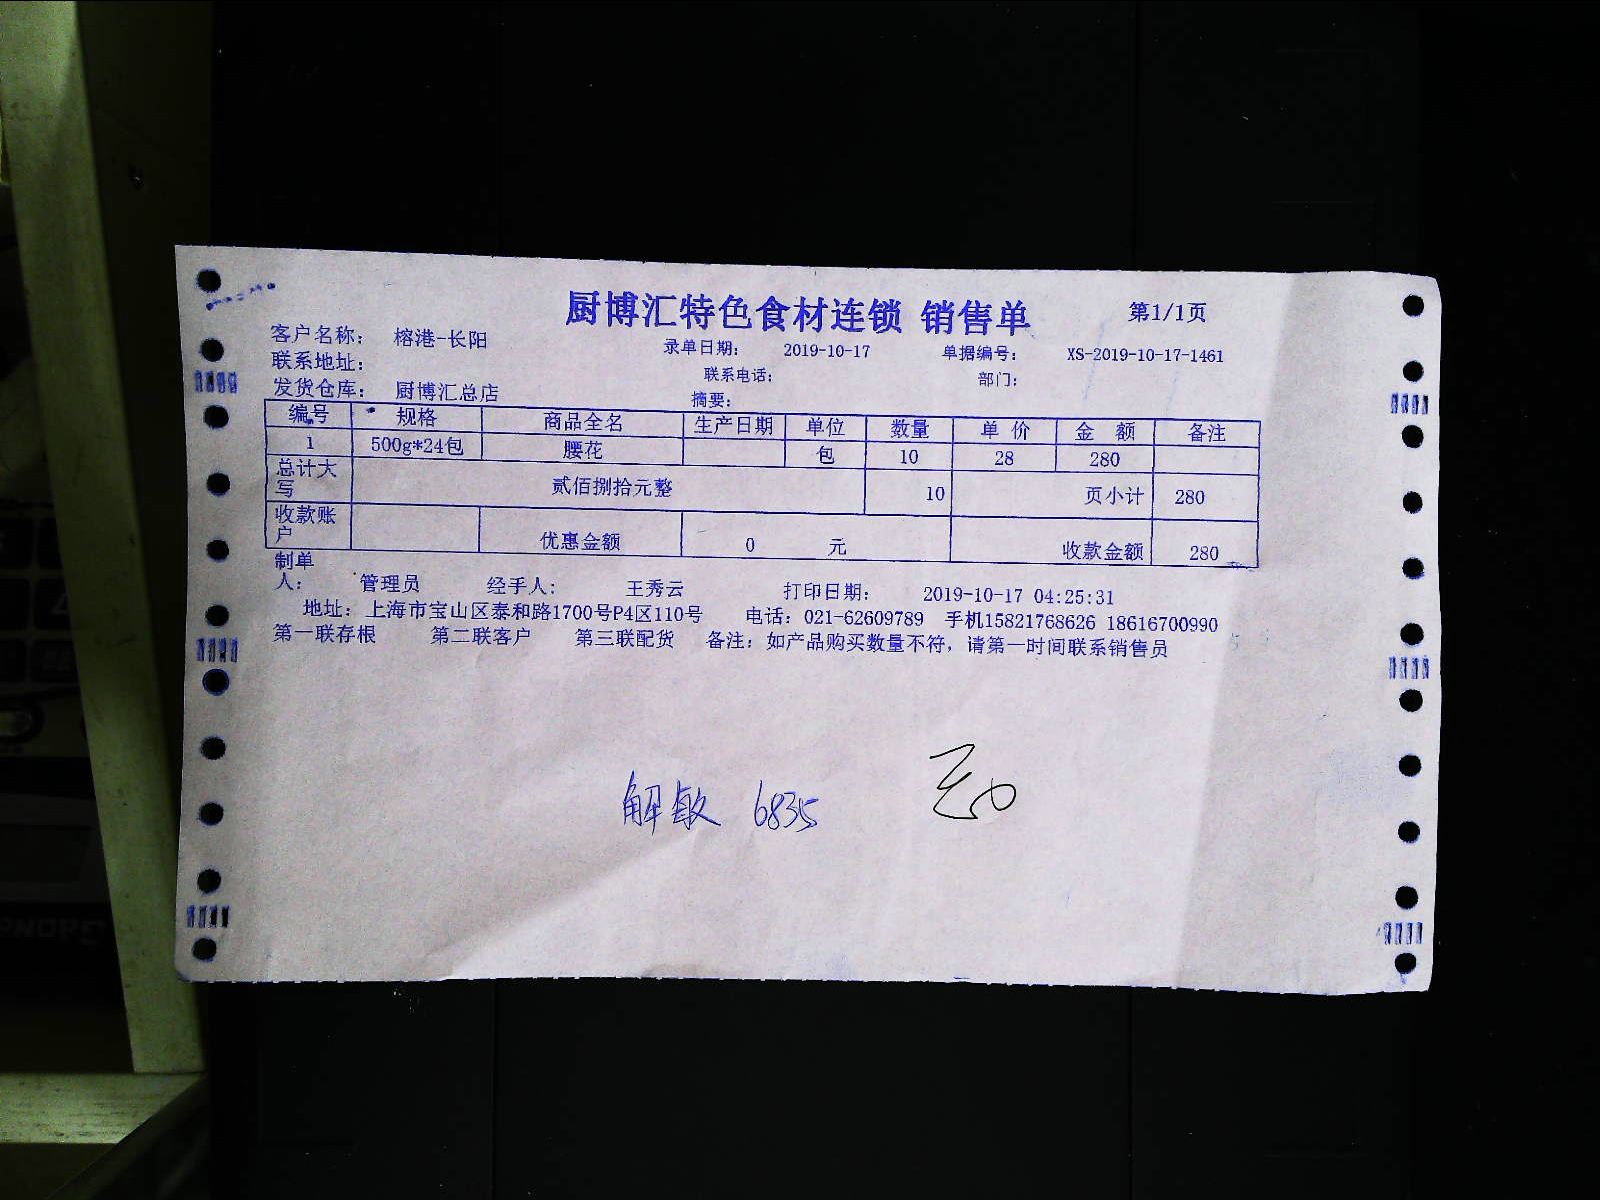 厨博汇特色食材连锁 销售单 第1/1页
客户名称： 榕港-长阳 录单日期： 2019-10-17 单据编号： XS-2019-10-17-1461
联系地址： 联系电话： 部门：
发货仓库： 厨博汇总店 摘要：
编号 规格 商品全名 生产日期 单位 数量 单 价 金 额 备注
1 500g*24包 腰花 包 10 28 280
总计大写 贰佰捌拾元整 10 页小计 280
收款账户 优惠金额 0 元 收款金额 280
制单人： 管理员 经手人： 王秀云 打印日期： 2019-10-17 04:25:31
地址：上海市宝山区泰和路1700号P4区110号 电话：021-62609789 手机15821768626 18616700990
第一联存根 第二联客户 第三联配货 备注：如产品购买数量不符，请第一时间联系销售员
解敏 6835